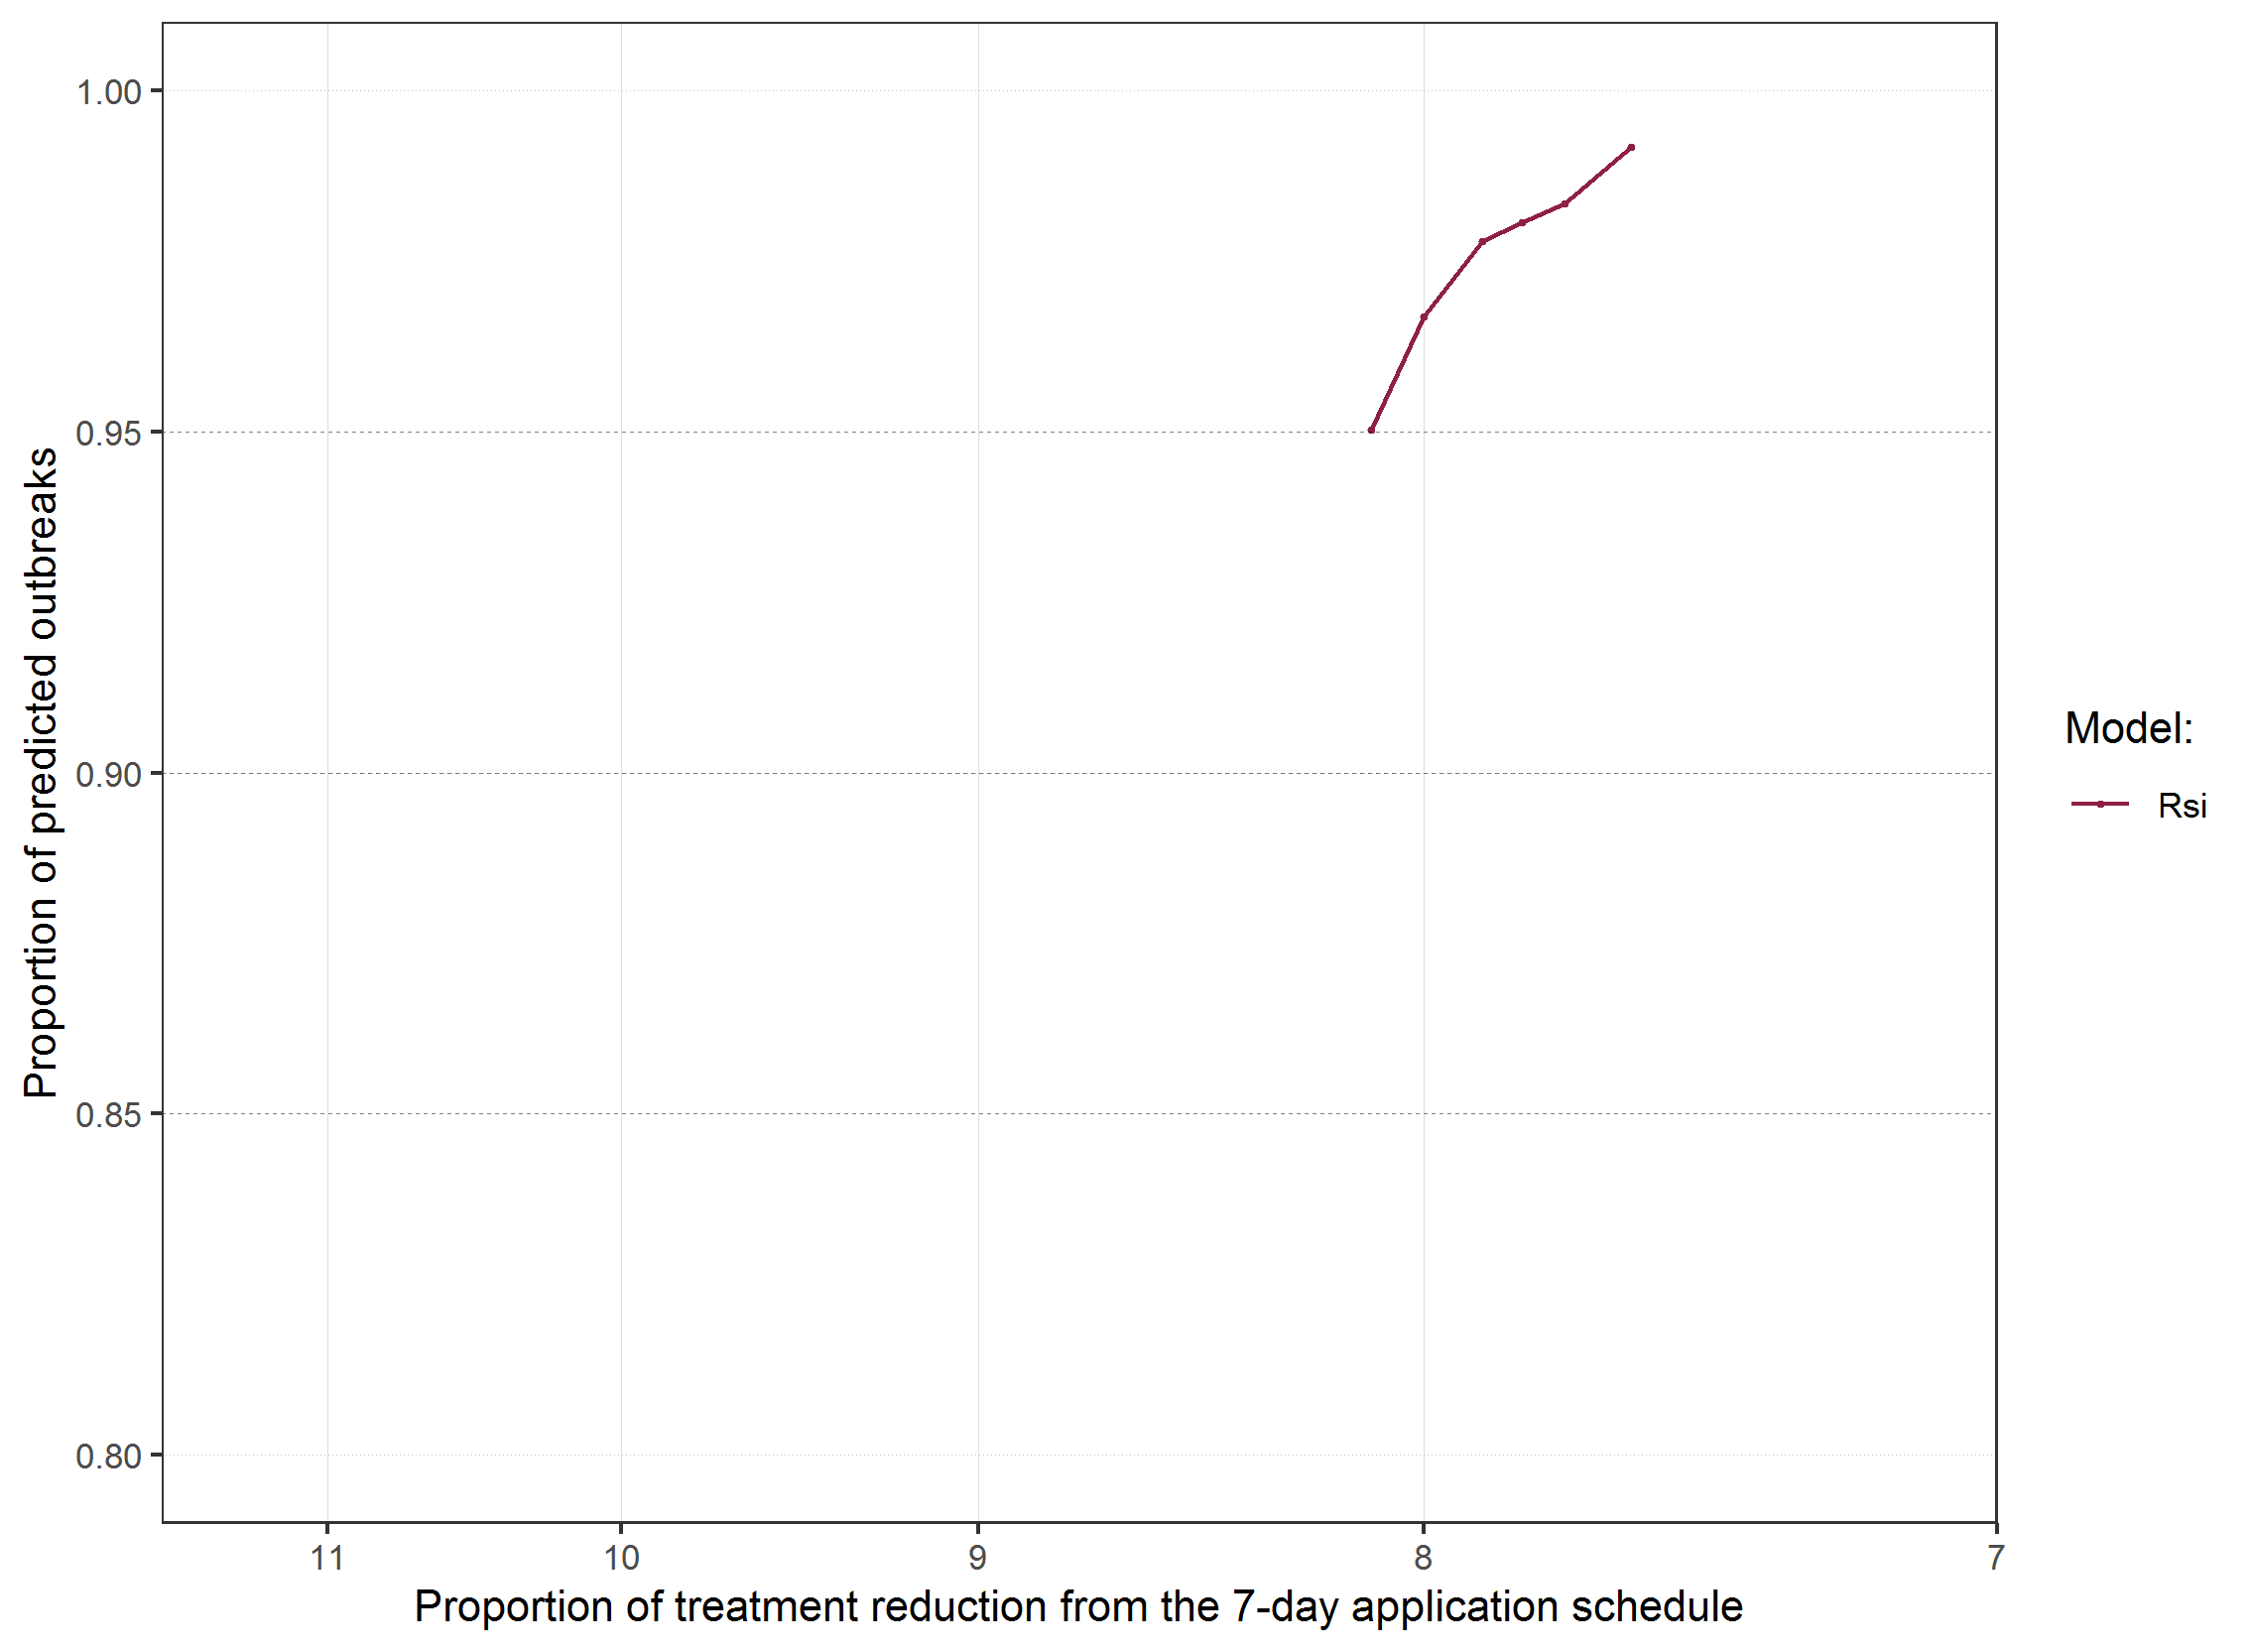 Proportion of predicted outbreaks
1.00
0.95
0.90
0.85
0.80
11 10 9 8 7
Proportion of treatment reduction from the 7-day application schedule
Model:
Rsi